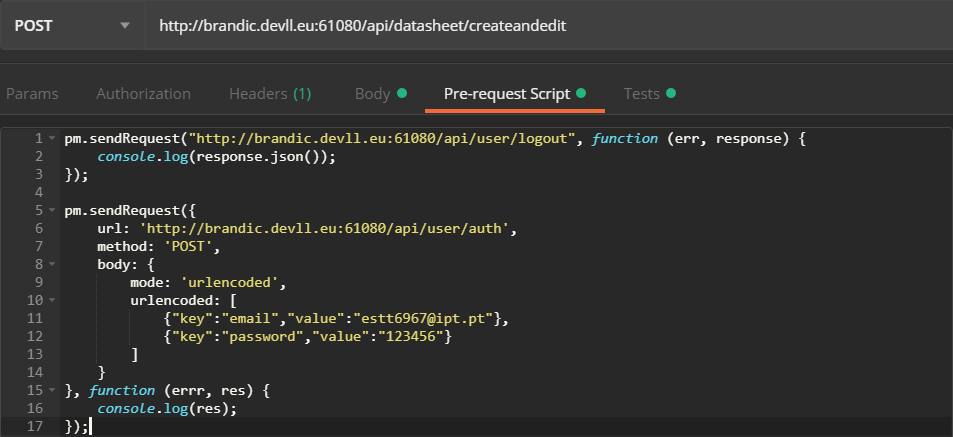 POST http://brandic.devll.eu:61080/api/datasheet/createandedit
Params Authorization Headers (1) Body Pre-request Script Tests
1 pm.sendRequest("http://brandic.devll.eu:61080/api/user/logout", function (err, response) {
2     console.log(response.json());
3 });
4
5 pm.sendRequest({
6     url: 'http://brandic.devll.eu:61080/api/user/auth',
7     method: 'POST',
8     body: {
9         mode: 'urlencoded',
10         urlencoded: [
11             {"key":"email","value":"estt6967@ipt.pt"},
12             {"key":"password","value":"123456"}
13         ]
14     }
15 }, function (errr, res) {
16     console.log(res);
17 });